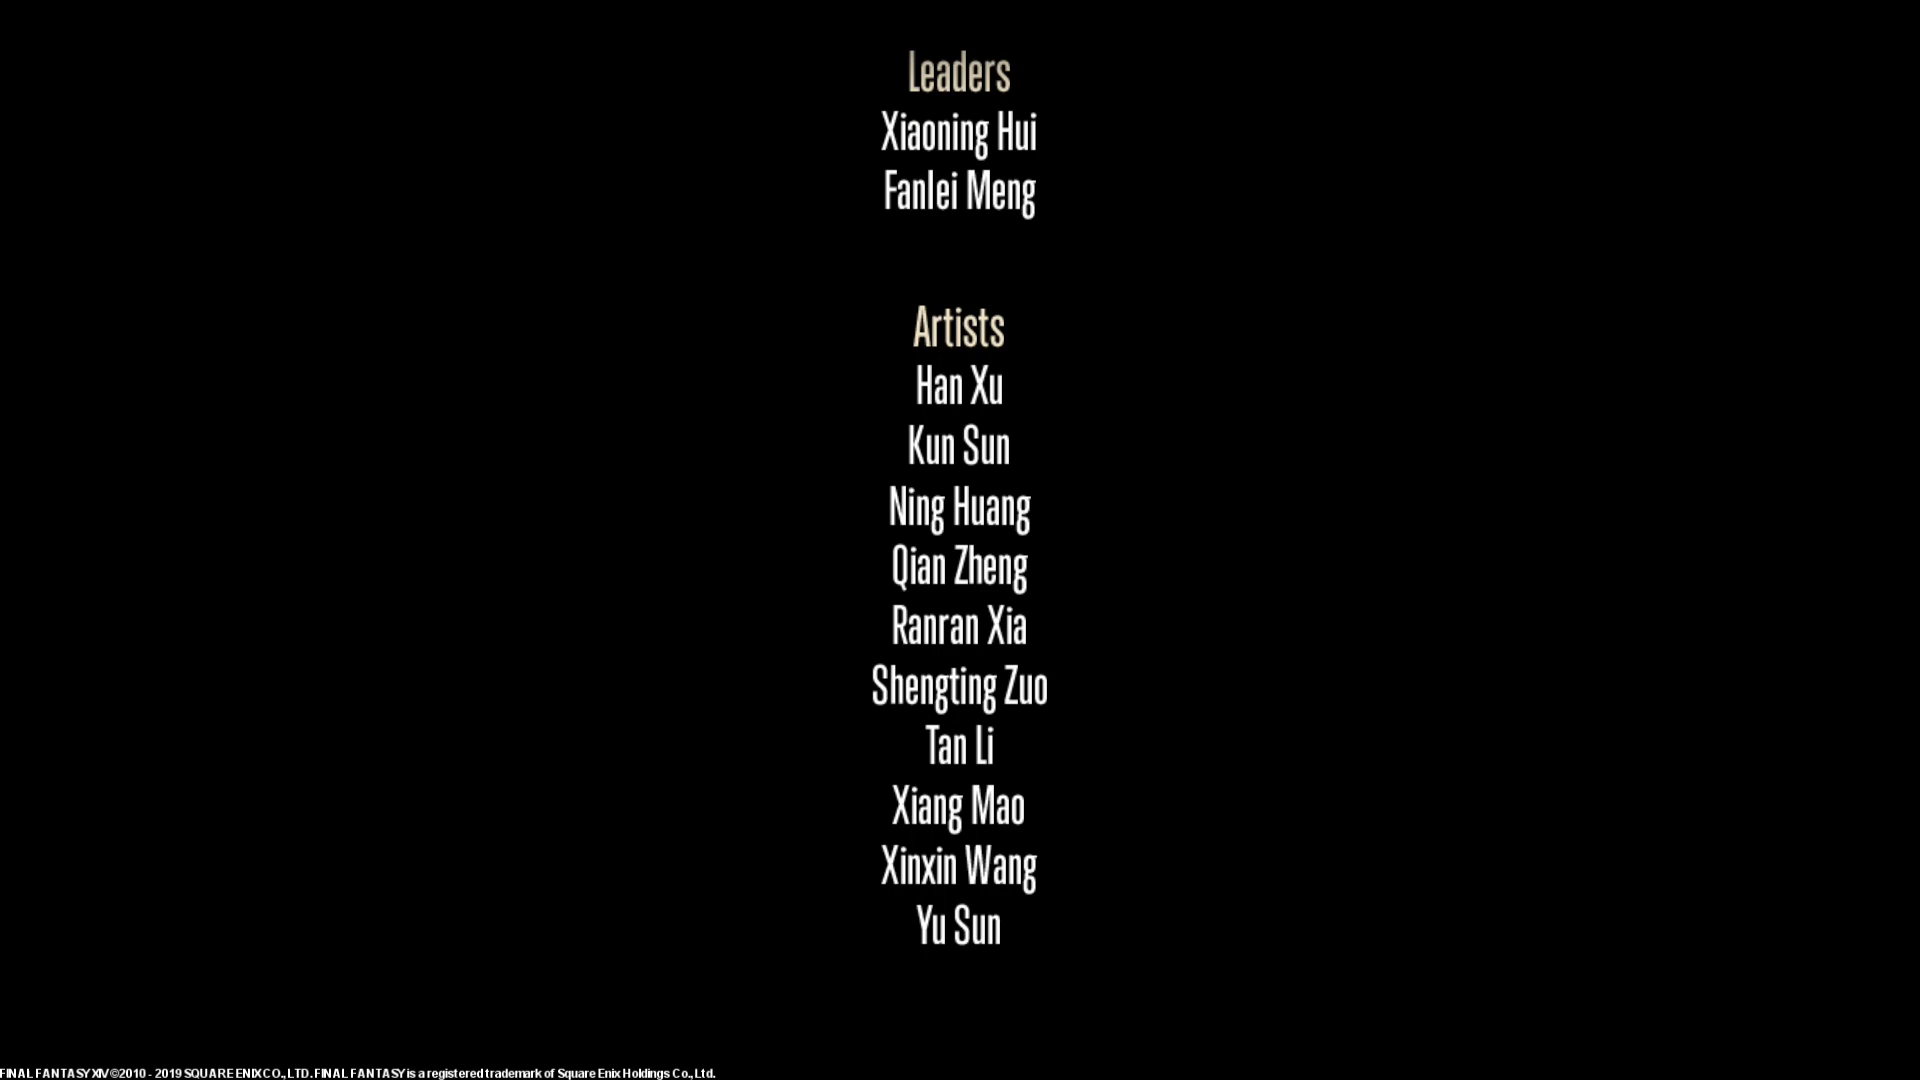 Leaders
Xiaoning Hui
Fanlei Meng
Artists
Han Xu
Kun Sun
Ning Huang
Qian Zheng
Ranran Xia
Shengting Zuo
Tan Li
Xiang Mao
Xinxin Wang
Yu Sun
FINAL FANTASY XIV ©2010 - 2019 SQUARE ENIX CO., LTD. FINAL FANTASY is a registered trademark of Square Enix Holdings Co., Ltd.